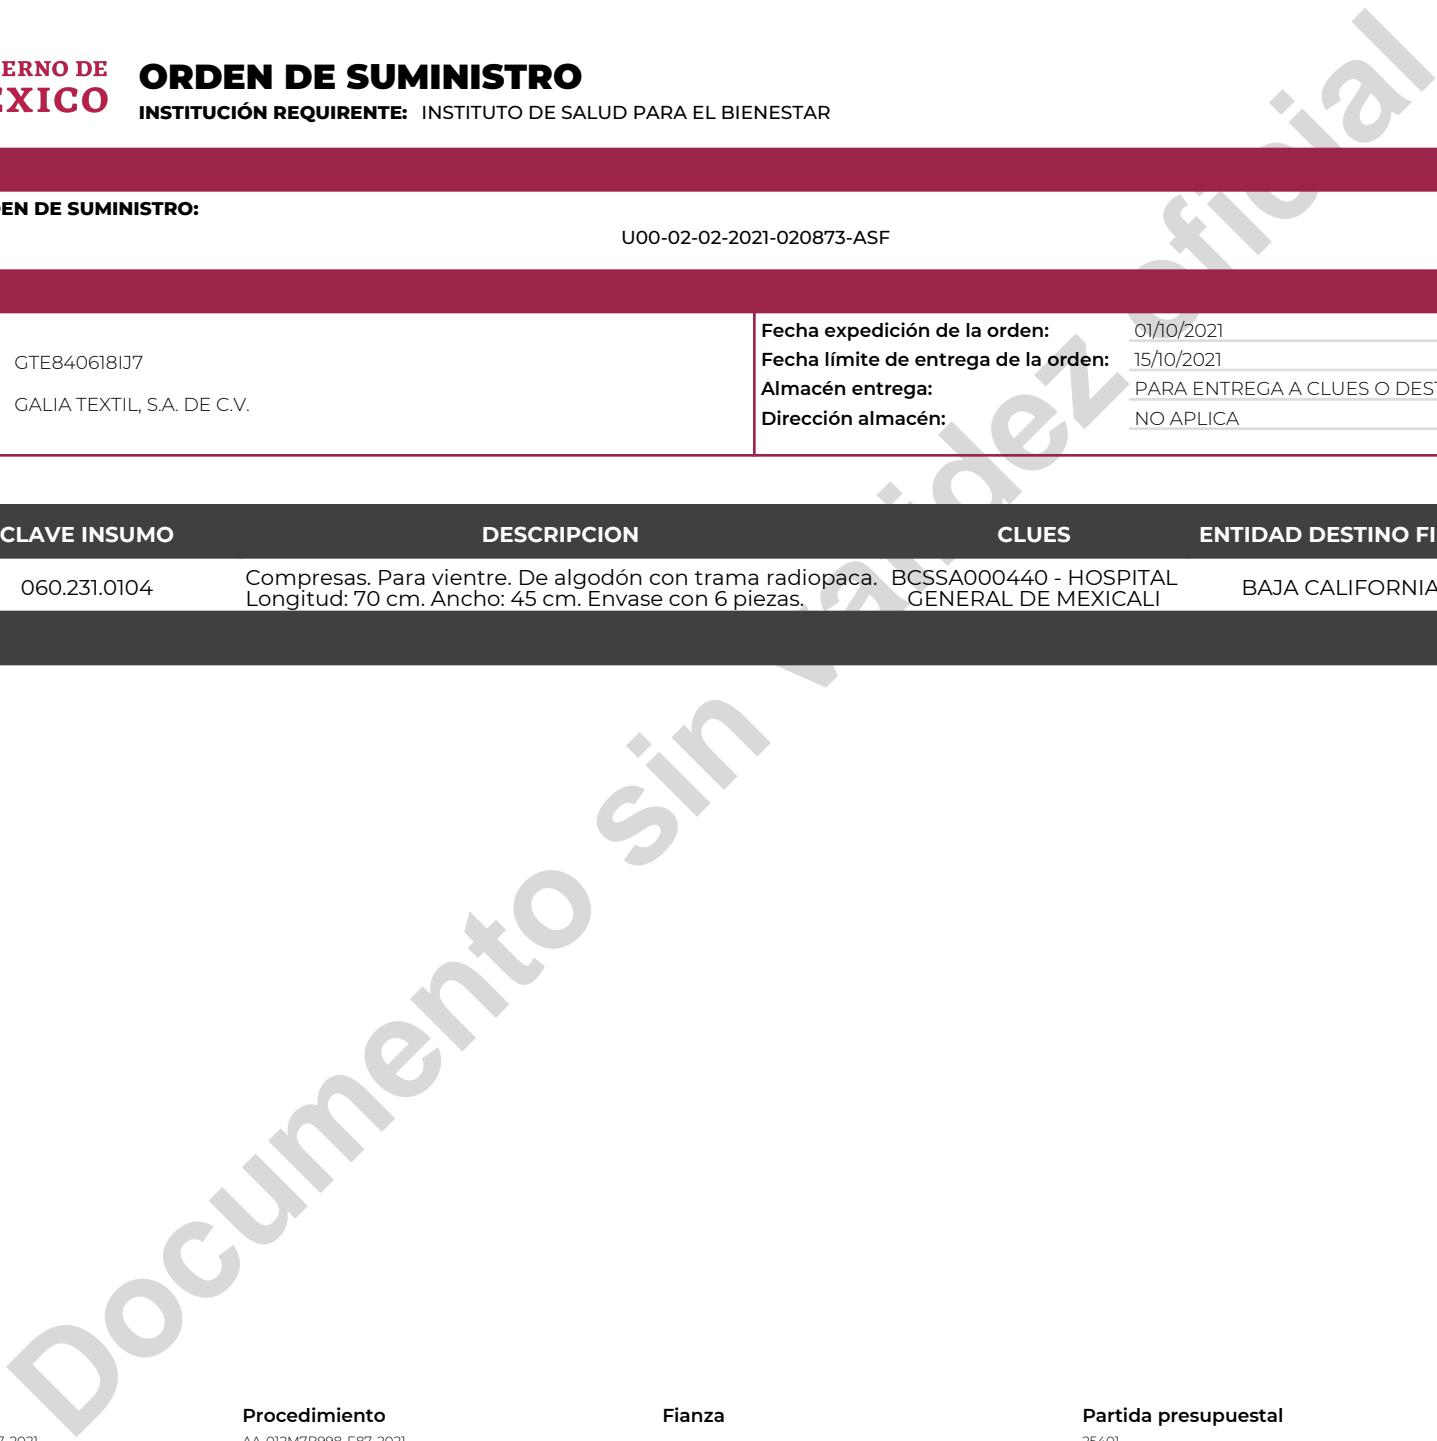 ERNO DE
ORDEN DE SUMINISTRO
XICO
INSTITUCIÓN REQUIRENTE: INSTITUTO DE SALUD PARA EL BIENESTAR
EN DE SUMINISTRO:
U00-02-02-2021-020873-ASF
GTE840618IJ7
GALIA TEXTIL, S.A. DE C.V.
Fecha expedición de la orden: 01/10/2021
Fecha límite de entrega de la orden: 15/10/2021
Almacén entrega: PARA ENTREGA A CLUES O DEST
Dirección almacén: NO APLICA
CLAVE INSUMO DESCRIPCION CLUES ENTIDAD DESTINO FI
060.231.0104
Compresas. Para vientre. De algodón con trama radiopaca.
Longitud: 70 cm. Ancho: 45 cm. Envase con 6 piezas.
BCSSA000440 - HOSPITAL
GENERAL DE MEXICALI
BAJA CALIFORNIA
Documento sin validez oficial
Procedimiento Fianza Partida presupuestal